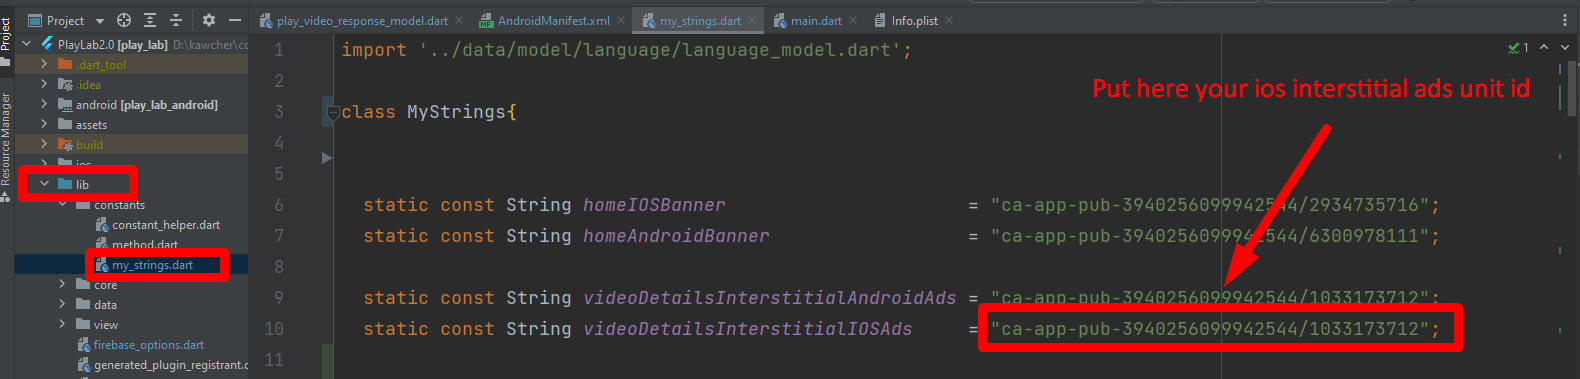 Project
play_video_response_model.dart
AndroidManifest.xml
my_strings.dart
main.dart
Info.plist
Project
Resource Manager
PlayLab2.0 [play_lab] D:\kawcher\co
.dart_tool
.idea
android [play_lab_android]
assets
build
ios
lib
constants
constant_helper.dart
method.dart
my_strings.dart
core
data
view
firebase_options.dart
generated_plugin_registrant.c
1 import '../data/model/language/language_model.dart';
2
3 class MyStrings{
4
5
6 static const String homeIOSBanner = "ca-app-pub-3940256099942544/2934735716";
7 static const String homeAndroidBanner = "ca-app-pub-3940256099942544/6300978111";
8
9 static const String videoDetailsInterstitialAndroidAds = "ca-app-pub-3940256099942544/1033173712";
10 static const String videoDetailsInterstitialIOSAds = "ca-app-pub-3940256099942544/1033173712";
11
1
Put here your ios interstitial ads unit id